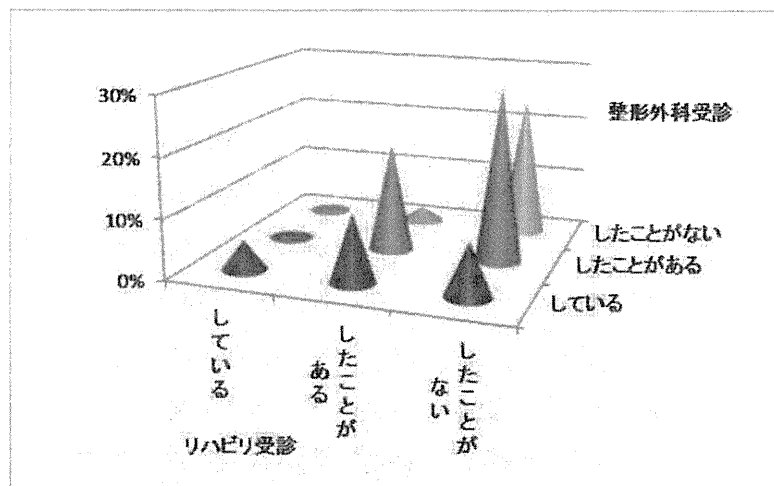 30%
20%
10%
0%
整形外科受診
したことがない
したことがある
している
している
したことが
ある
したことが
ない
リハビリ受診